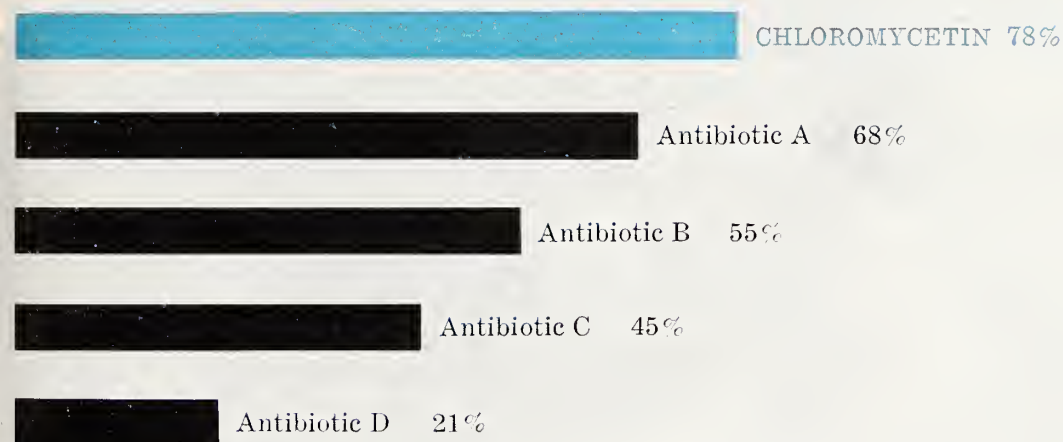 CHLOROMYCETIN 78%
Antibiotic A 68%
Antibiotic B 55%
Antibiotic C 45%
Antibiotic D 21%